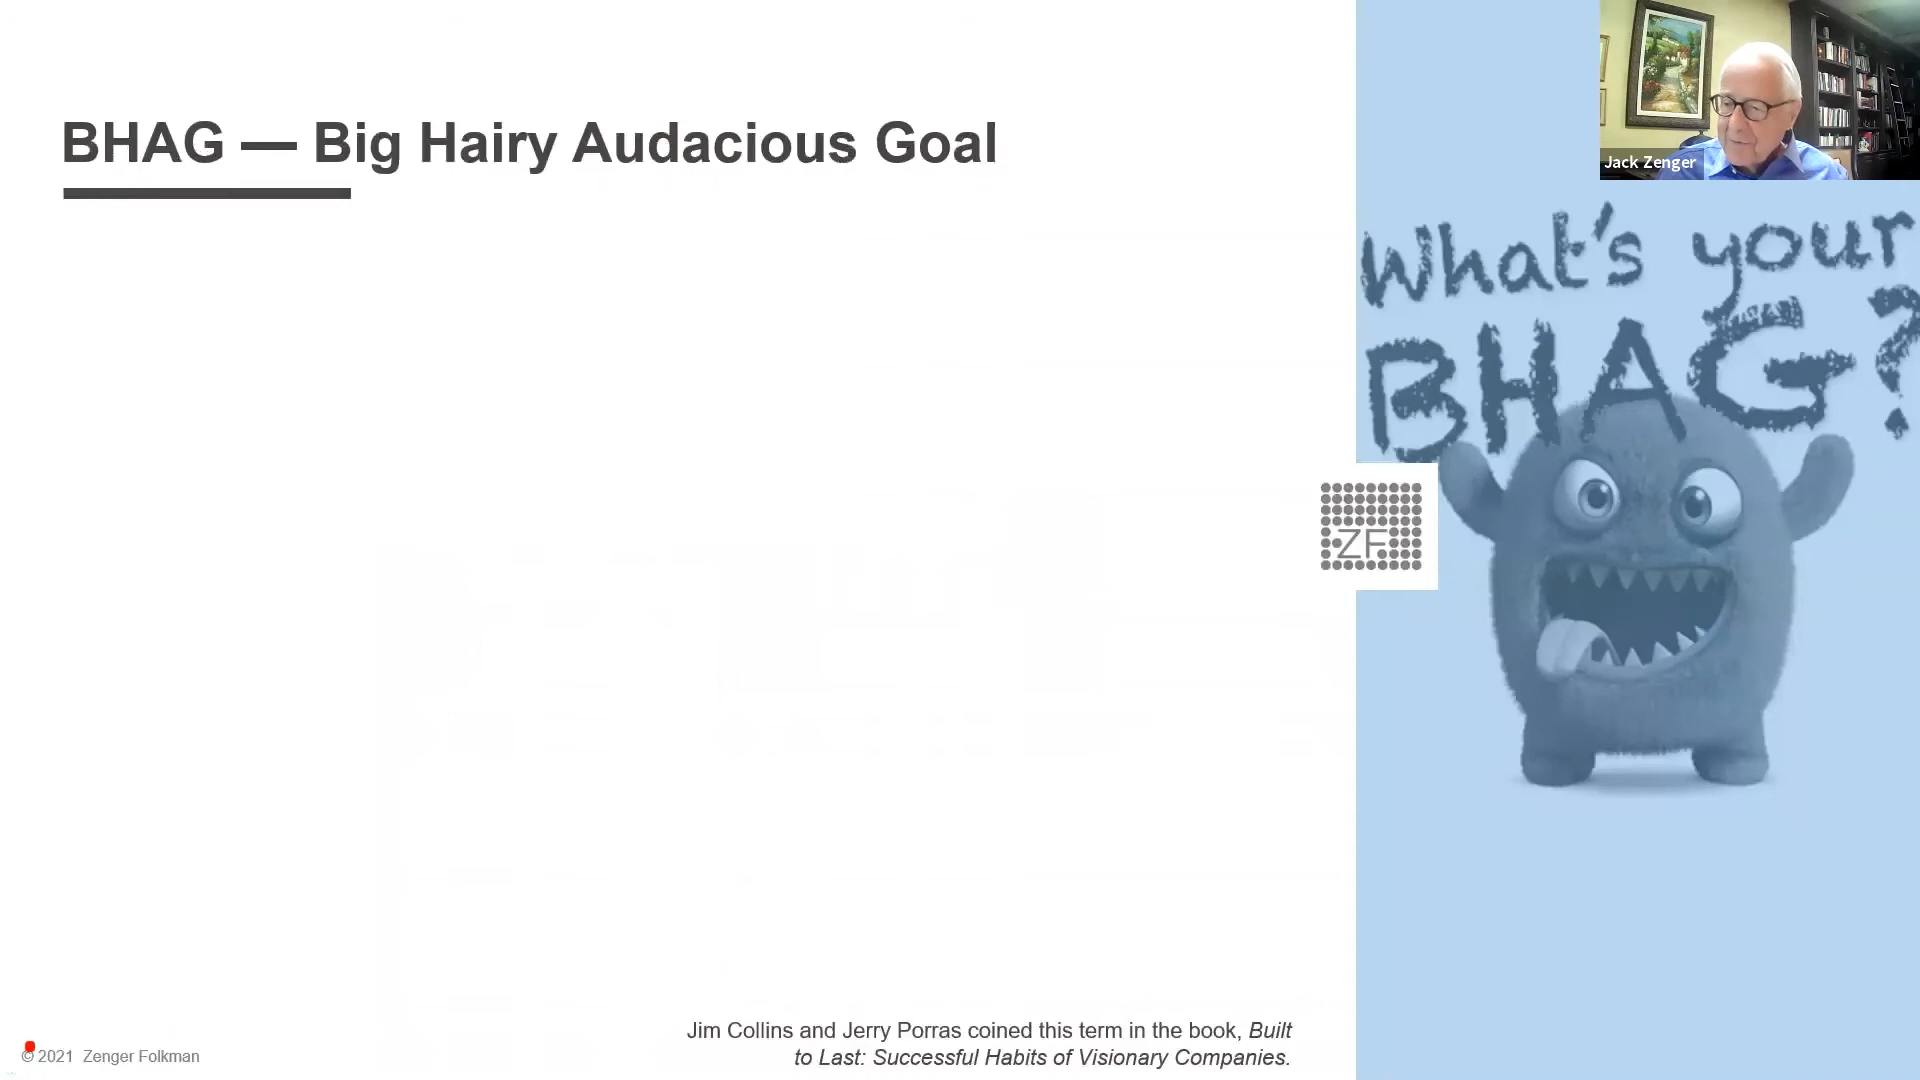 BHAG — Big Hairy Audacious Goal
Jack Zenger
What's your
BHAG?
ZF
Jim Collins and Jerry Porras coined this term in the book, Built
to Last: Successful Habits of Visionary Companies.
© 2021 Zenger Folkman